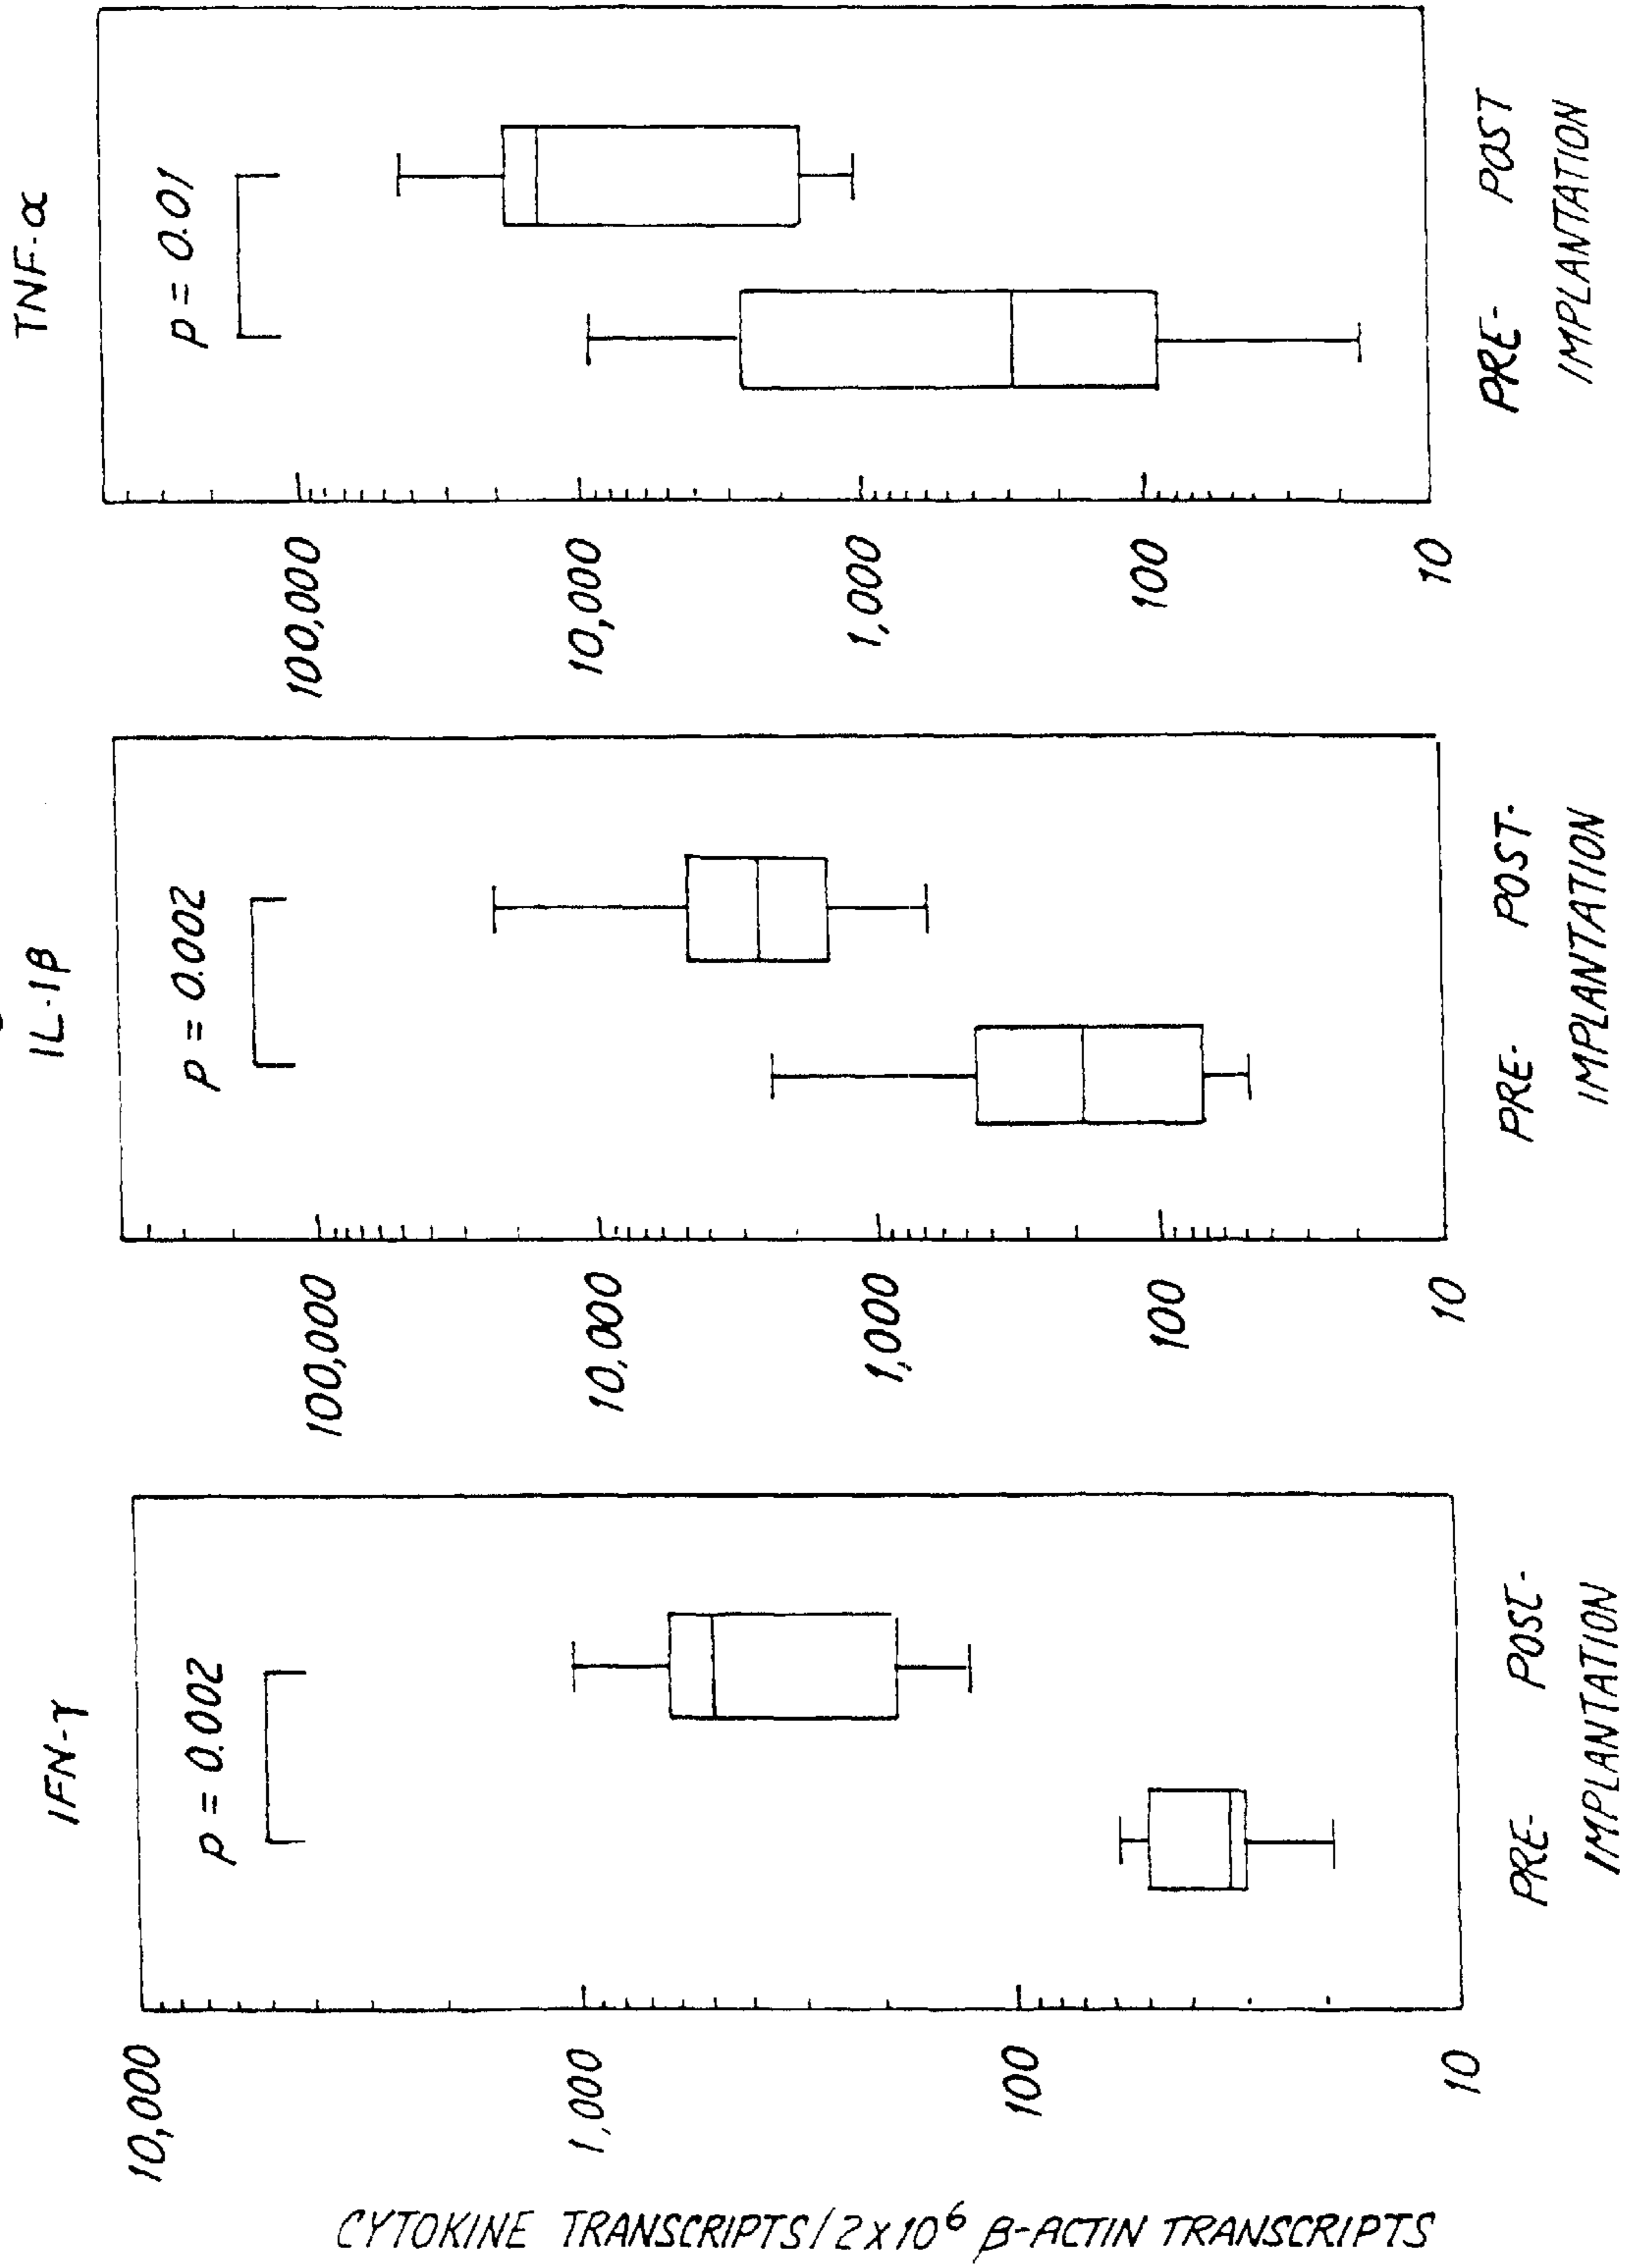 CYTOKINE TRANSCRIPTS/2x10⁶ β-ACTIN TRANSCRIPTS
IFN-γ
p = 0.002
10,000
1,000
100
10
PRE- POST-
IMPLANTATION
IL-1β
p = 0.002
100,000
10,000
1,000
100
10
PRE- POST-
IMPLANTATION
TNF-α
p = 0.01
100,000
10,000
1,000
100
10
PRE- POST
IMPLANTATION